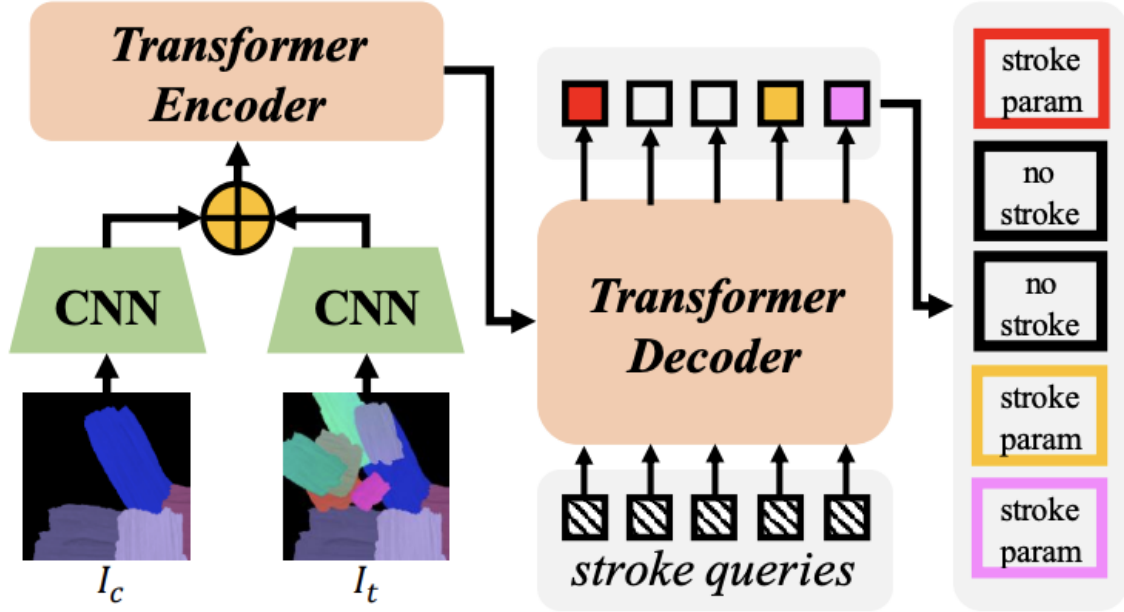 Transformer
Encoder
CNN
CNN
I_c
I_t
Transformer
Decoder
stroke queries
stroke
param
no
stroke
no
stroke
stroke
param
stroke
param